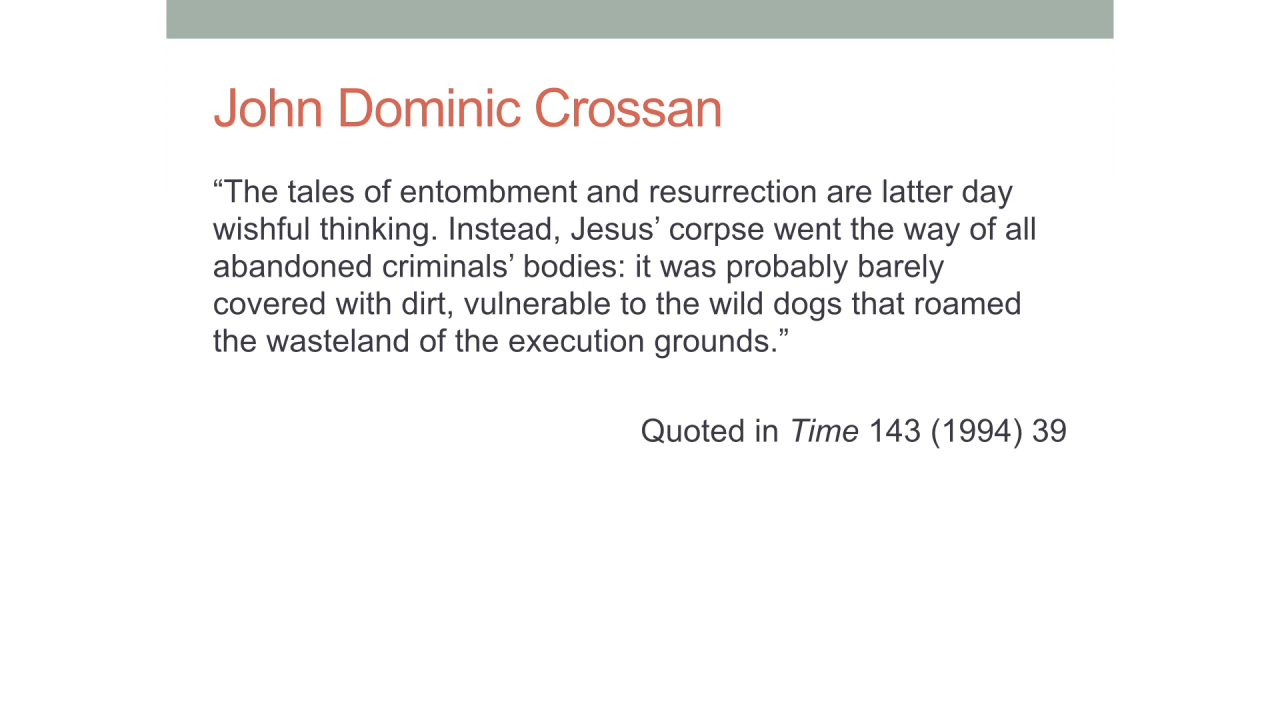 John Dominic Crossan
“The tales of entombment and resurrection are latter day
wishful thinking. Instead, Jesus’ corpse went the way of all
abandoned criminals’ bodies: it was probably barely
covered with dirt, vulnerable to the wild dogs that roamed
the wasteland of the execution grounds.”
Quoted in Time 143 (1994) 39